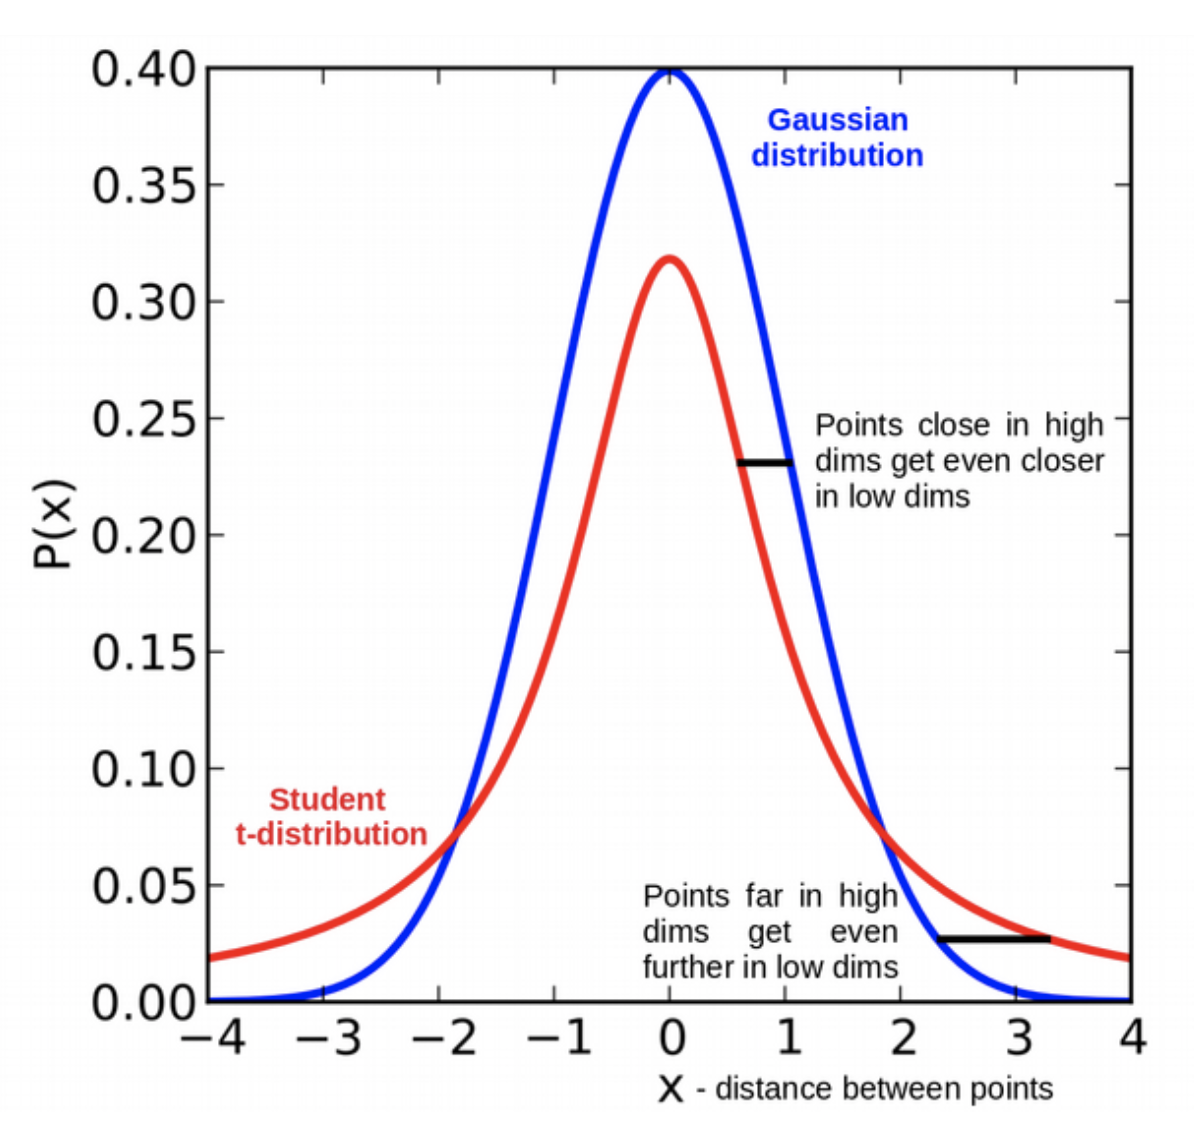 0.40
Gaussian
distribution
0.35
0.30
0.25
Points close in high
dims get even closer
in low dims
P(x)
0.20
0.15
0.10
Student
t-distribution
0.05
Points far in high
dims get even
further in low dims
0.00
−4 −3 −2 −1 0 1 2 3 4
x - distance between points